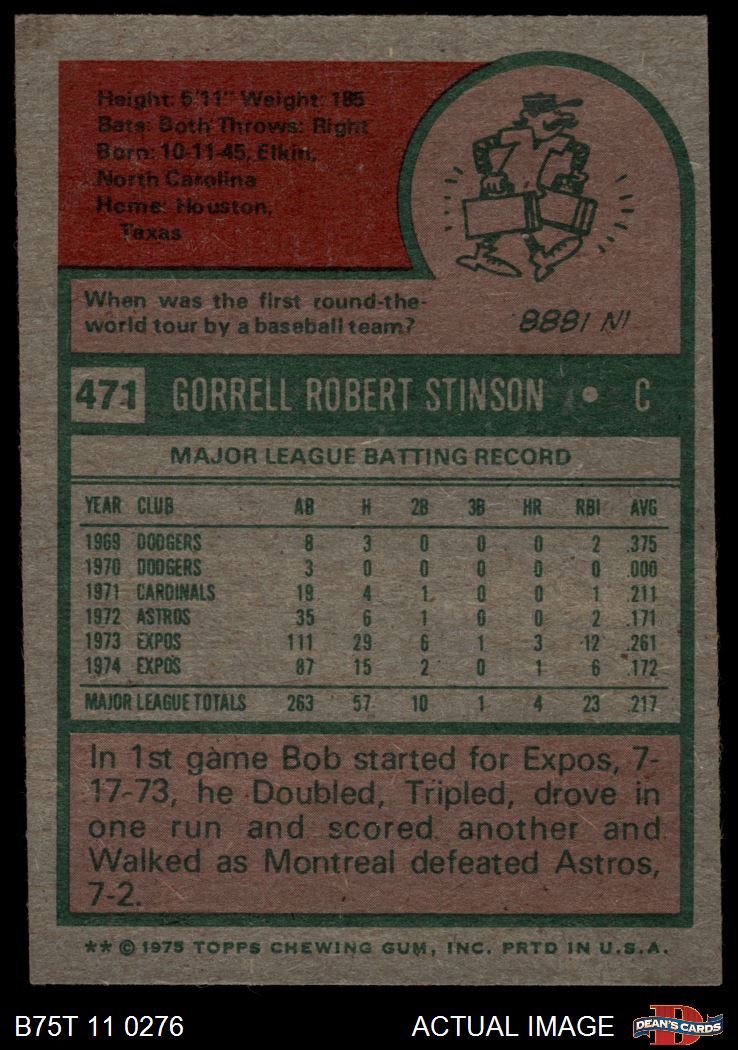 Height: 5'11" Weight: 185
Bats: Both Throws: Right
Born: 10-11-45, Elkin,
North Carolina
Home: Houston,
Texas
When was the first round-the-
world tour by a baseball team?
IN 1888
471 GORRELL ROBERT STINSON • C
MAJOR LEAGUE BATTING RECORD
YEAR CLUB AB H 2B 3B HR RBI AVG
1969 DODGERS 8 3 0 0 0 2 .375
1970 DODGERS 3 0 0 0 0 0 .000
1971 CARDINALS 19 4 1 0 0 1 .211
1972 ASTROS 35 6 1 0 0 2 .171
1973 EXPOS 111 29 6 1 3 12 .261
1974 EXPOS 87 15 2 0 1 6 .172
MAJOR LEAGUE TOTALS 263 57 10 1 4 23 .217
In 1st game Bob started for Expos, 7-
17-73, he Doubled, Tripled, drove in
one run and scored another and
Walked as Montreal defeated Astros,
7-2.
** © 1975 TOPPS CHEWING GUM, INC. PRTD IN U.S.A.
B75T 11 0276 ACTUAL IMAGE D DEAN'S CARDS